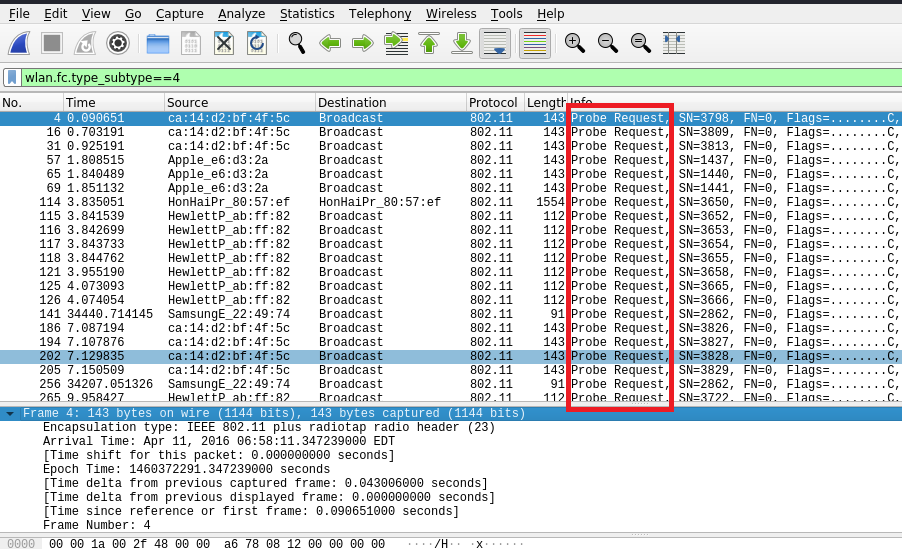 File Edit View Go Capture Analyze Statistics Telephony Wireless Tools Help
wlan.fc.type_subtype==4
No. Time Source Destination Protocol Length Info
4 0.090651 ca:14:d2:bf:4f:5c Broadcast 802.11 143 Probe Request, SN=3798, FN=0, Flags=........C,
16 0.703191 ca:14:d2:bf:4f:5c Broadcast 802.11 143 Probe Request, SN=3809, FN=0, Flags=........C,
31 0.925191 ca:14:d2:bf:4f:5c Broadcast 802.11 143 Probe Request, SN=3813, FN=0, Flags=........C,
57 1.808515 Apple_e6:d3:2a Broadcast 802.11 143 Probe Request, SN=1437, FN=0, Flags=........C,
65 1.840489 Apple_e6:d3:2a Broadcast 802.11 143 Probe Request, SN=1440, FN=0, Flags=........C,
69 1.851132 Apple_e6:d3:2a Broadcast 802.11 143 Probe Request, SN=1441, FN=0, Flags=........C,
114 3.835051 HonHaiPr_80:57:ef HonHaiPr_80:57:ef 802.11 1554 Probe Request, SN=3650, FN=0, Flags=........C,
115 3.841539 HewlettP_ab:ff:82 Broadcast 802.11 112 Probe Request, SN=3652, FN=0, Flags=........C,
116 3.842699 HewlettP_ab:ff:82 Broadcast 802.11 112 Probe Request, SN=3653, FN=0, Flags=........C,
117 3.843733 HewlettP_ab:ff:82 Broadcast 802.11 112 Probe Request, SN=3654, FN=0, Flags=........C,
118 3.844762 HewlettP_ab:ff:82 Broadcast 802.11 112 Probe Request, SN=3655, FN=0, Flags=........C,
121 3.955190 HewlettP_ab:ff:82 Broadcast 802.11 112 Probe Request, SN=3658, FN=0, Flags=........C,
125 4.073093 HewlettP_ab:ff:82 Broadcast 802.11 112 Probe Request, SN=3665, FN=0, Flags=........C,
126 4.074054 HewlettP_ab:ff:82 Broadcast 802.11 112 Probe Request, SN=3666, FN=0, Flags=........C,
141 34440.714145 SamsungE_22:49:74 Broadcast 802.11 91 Probe Request, SN=2862, FN=0, Flags=........C,
186 7.087194 ca:14:d2:bf:4f:5c Broadcast 802.11 143 Probe Request, SN=3826, FN=0, Flags=........C,
194 7.107876 ca:14:d2:bf:4f:5c Broadcast 802.11 143 Probe Request, SN=3827, FN=0, Flags=........C,
202 7.129835 ca:14:d2:bf:4f:5c Broadcast 802.11 143 Probe Request, SN=3828, FN=0, Flags=........C,
205 7.150509 ca:14:d2:bf:4f:5c Broadcast 802.11 143 Probe Request, SN=3829, FN=0, Flags=........C,
256 34207.051326 SamsungE_22:49:74 Broadcast 802.11 91 Probe Request, SN=2862, FN=0, Flags=........C,
265 9.958427 HewlettP_ab:ff:82 Broadcast 802.11 112 Probe Request, SN=3722, FN=0, Flags=........C,
Frame 4: 143 bytes on wire (1144 bits), 143 bytes captured (1144 bits)
Encapsulation type: IEEE 802.11 plus radiotap radio header (23)
Arrival Time: Apr 11, 2016 06:58:11.347239000 EDT
[Time shift for this packet: 0.000000000 seconds]
Epoch Time: 1460372291.347239000 seconds
[Time delta from previous captured frame: 0.043006000 seconds]
[Time delta from previous displayed frame: 0.000000000 seconds]
[Time since reference or first frame: 0.090651000 seconds]
Frame Number: 4
0000 00 00 1a 00 2f 48 00 00 a6 78 08 12 00 00 00 00 ····/H·· ·x······